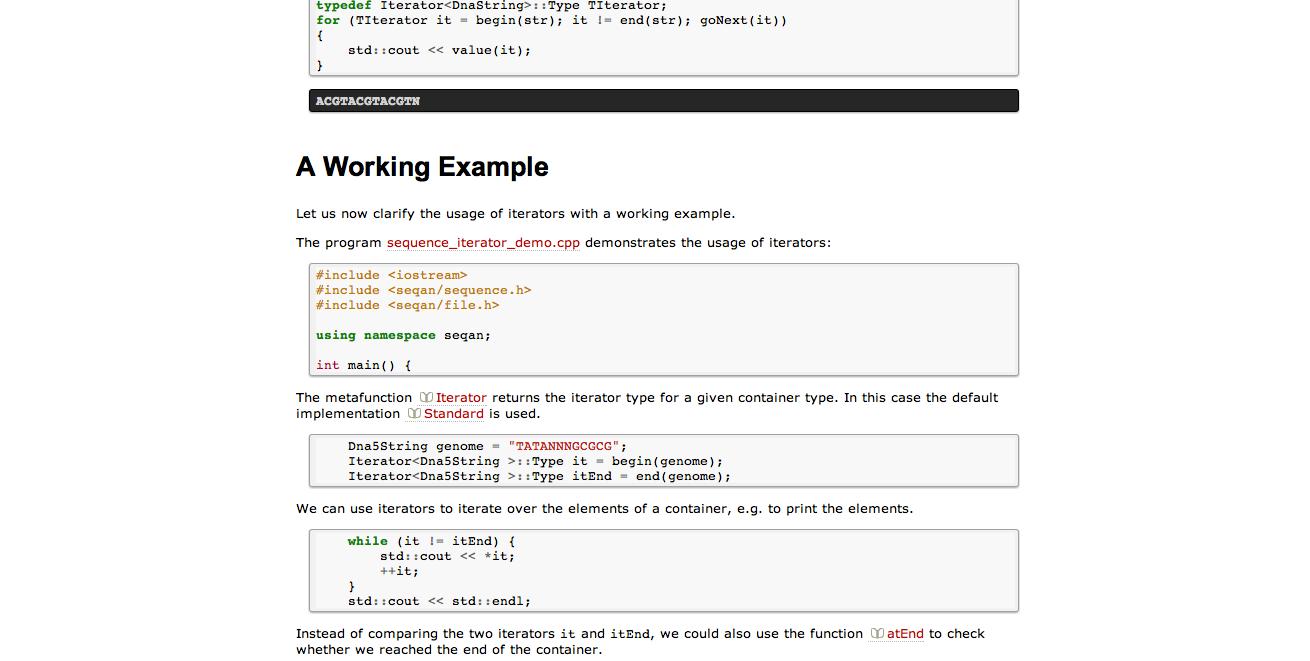 typedef Iterator<DnaString>::Type TIterator;
for (TIterator it = begin(str); it != end(str); goNext(it))
{
    std::cout << value(it);
}
ACGTACGTACGTN
A Working Example
Let us now clarify the usage of iterators with a working example.
The program sequence_iterator_demo.cpp demonstrates the usage of iterators:
#include <iostream>
#include <seqan/sequence.h>
#include <seqan/file.h>
using namespace seqan;
int main() {
The metafunction Iterator returns the iterator type for a given container type. In this case the default
implementation Standard is used.
    Dna5String genome = "TATANNNGCGCG";
    Iterator<Dna5String >::Type it = begin(genome);
    Iterator<Dna5String >::Type itEnd = end(genome);
We can use iterators to iterate over the elements of a container, e.g. to print the elements.
    while (it != itEnd) {
        std::cout << *it;
        ++it;
    }
    std::cout << std::endl;
Instead of comparing the two iterators it and itEnd, we could also use the function atEnd to check
whether we reached the end of the container.